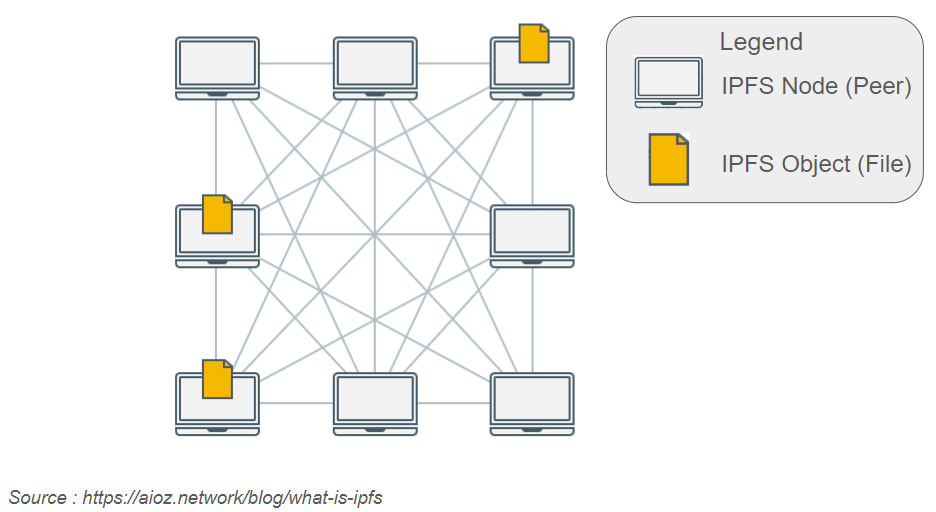 Legend
IPFS Node (Peer)
IPFS Object (File)
Source : https://aioz.network/blog/what-is-ipfs